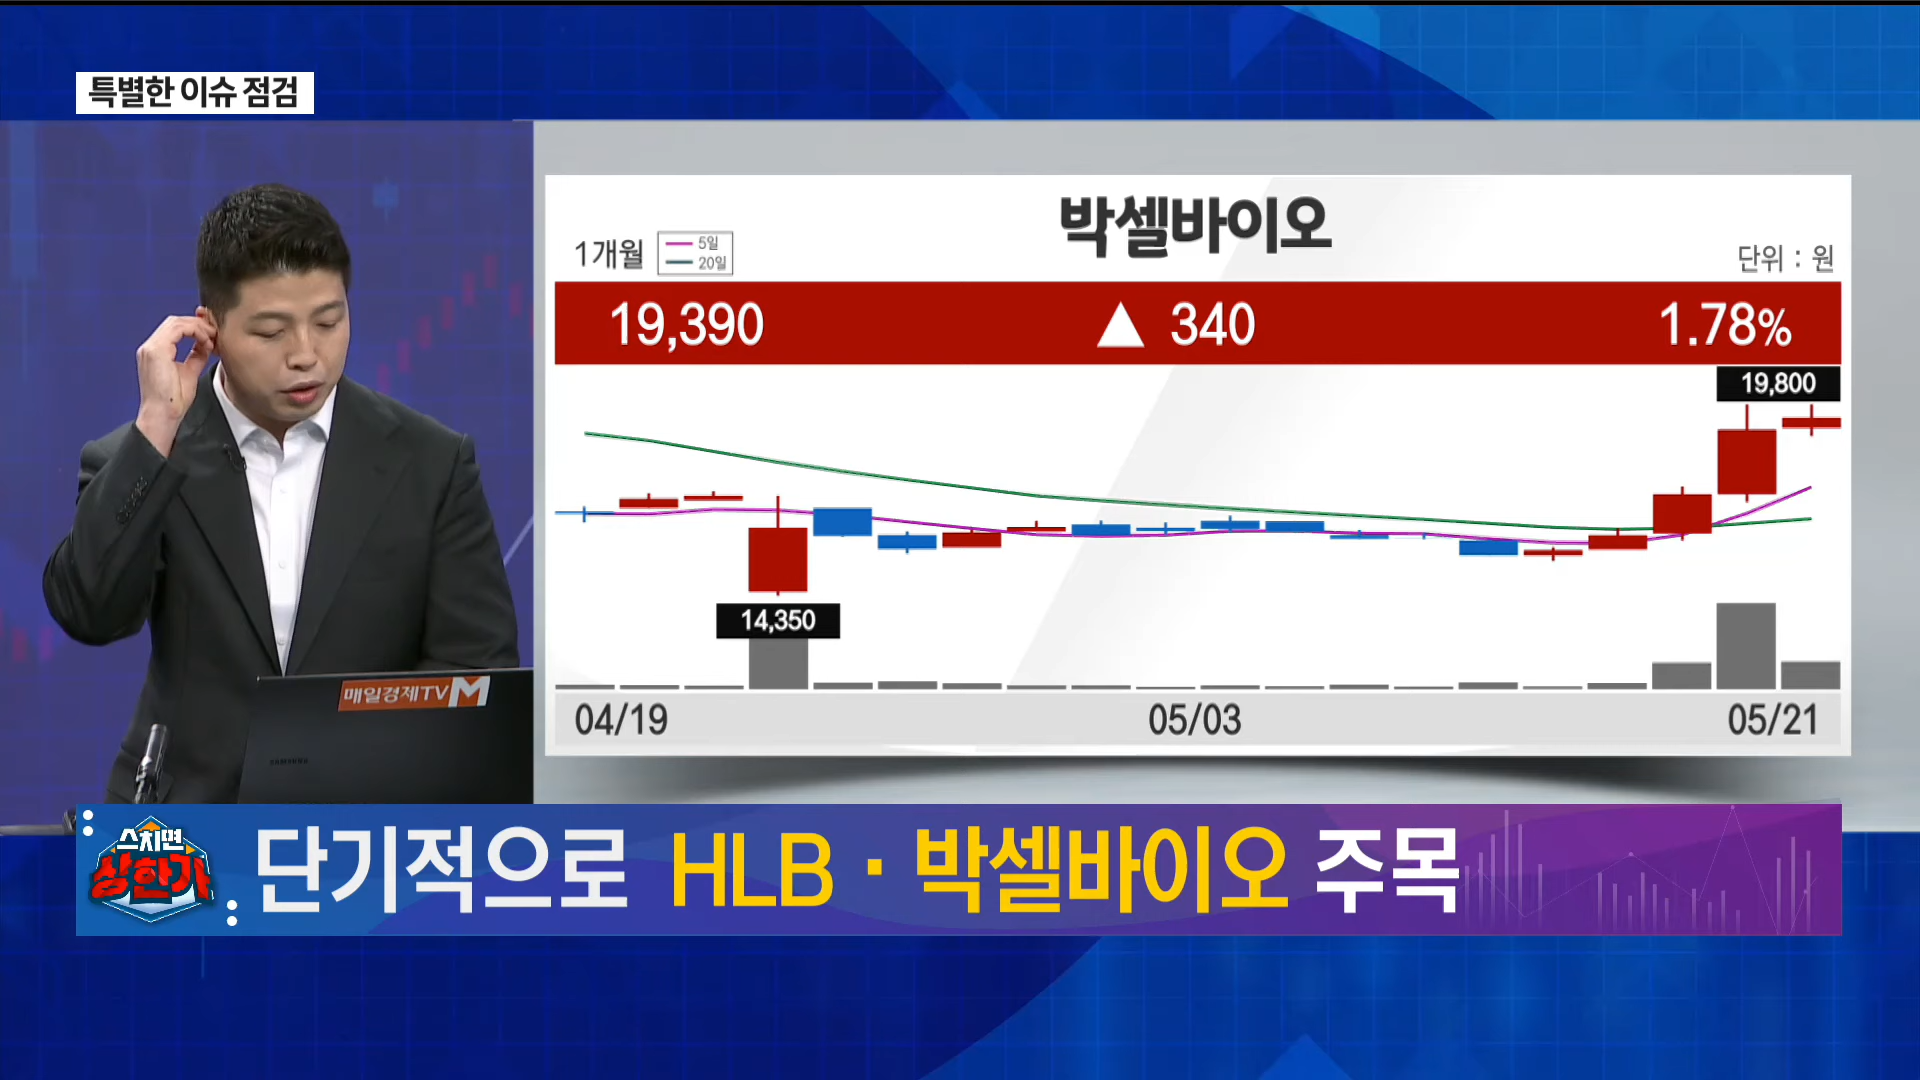 특별한 이슈 점검
박셀바이오
1개월
5일
20일
단위 : 원
19,390 ▲ 340 1.78%
19,800
14,350
04/19 05/03 05/21
매일경제TV M
SAMSUNG
스치면
상한가
단기적으로 HLB · 박셀바이오 주목